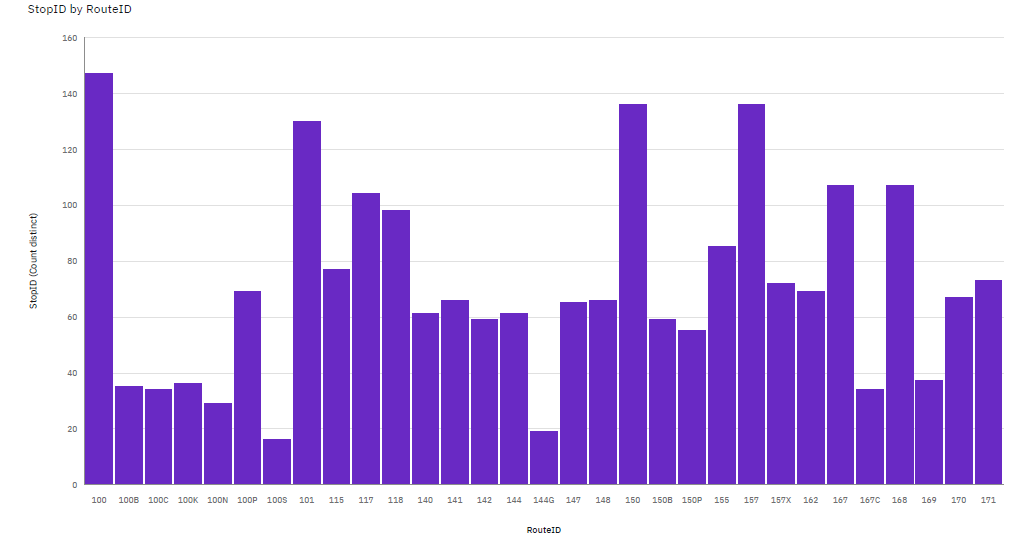 StopID by RouteID
160
140
120
100
80
60
40
20
0
StopID (Count distinct)
100 100B 100C 100K 100N 100P 100S 101 115 117 118 140 141 142 144 144G 147 148 150 150B 150P 155 157 157X 162 167 167C 168 169 170 171
RouteID